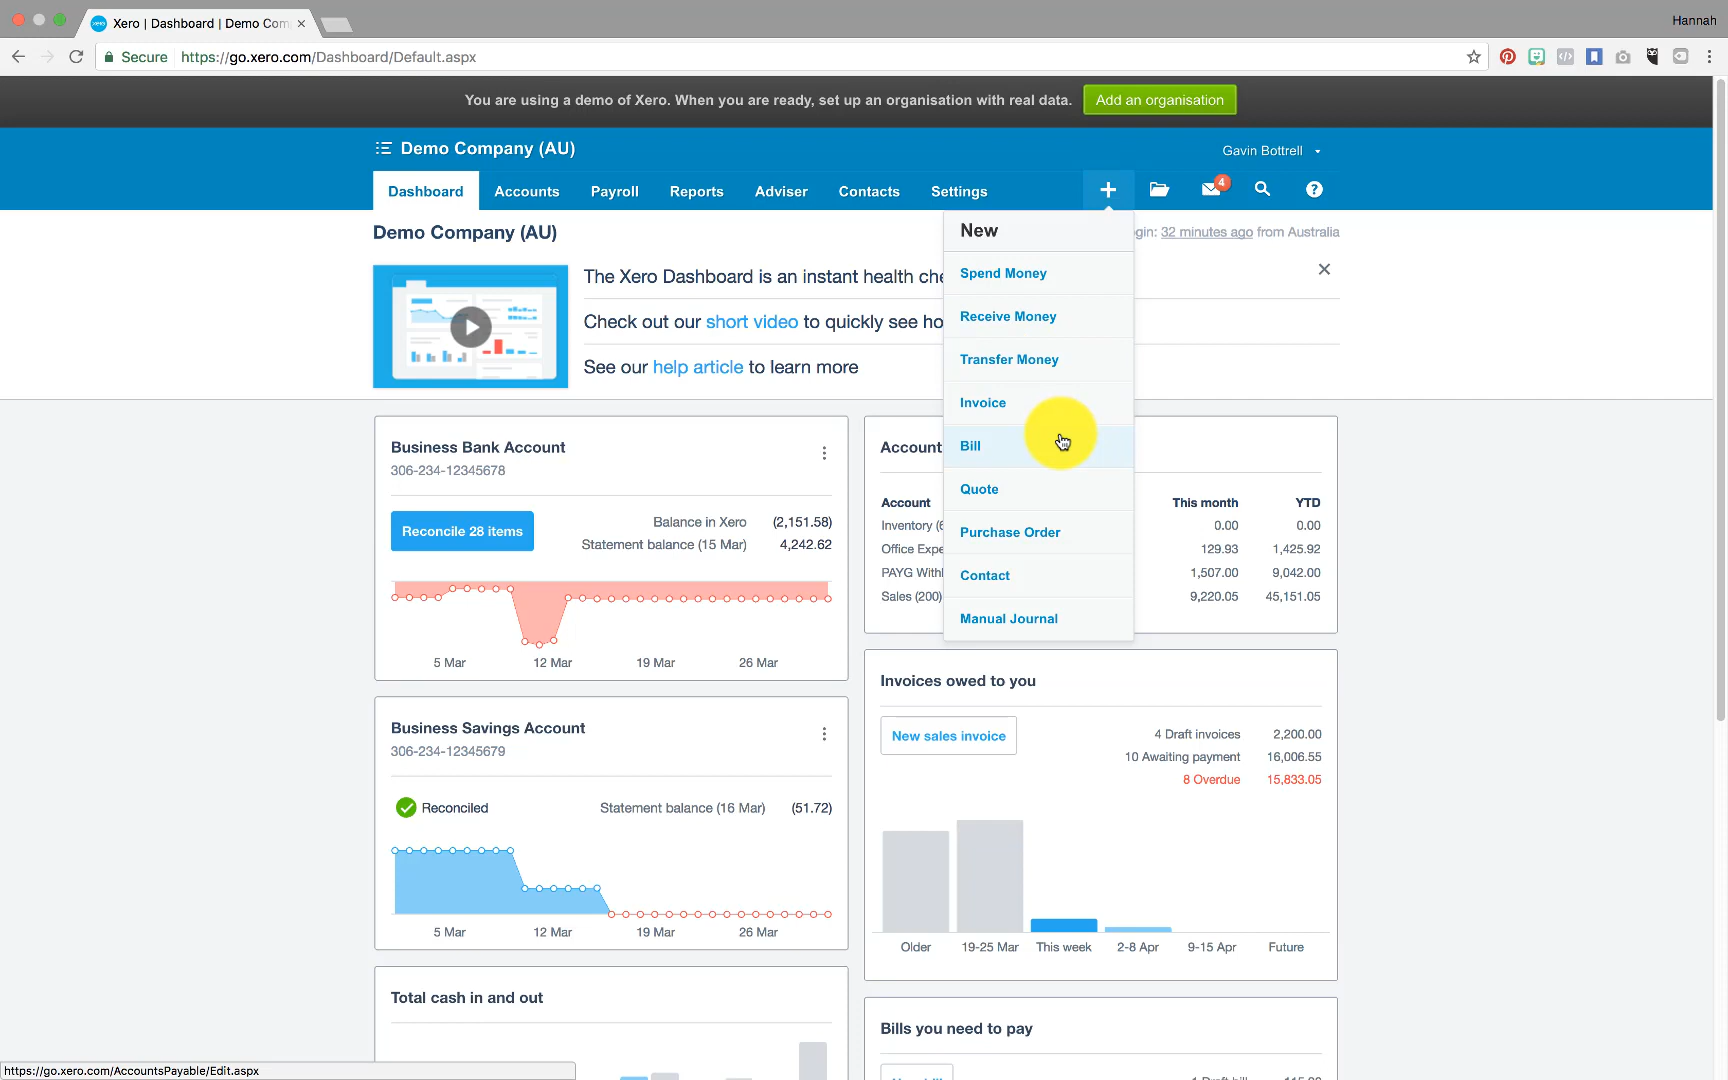 Xero | Dashboard | Demo Com
Hannah
Secure https://go.xero.com/Dashboard/Default.aspx
You are using a demo of Xero. When you are ready, set up an organisation with real data. Add an organisation
Demo Company (AU)
Gavin Bottrell
Dashboard Accounts Payroll Reports Adviser Contacts Settings
4
Demo Company (AU)
gin: 32 minutes ago from Australia
The Xero Dashboard is an instant health che
Check out our short video to quickly see ho
See our help article to learn more
New
Spend Money
Receive Money
Transfer Money
Invoice
Bill
Quote
Purchase Order
Contact
Manual Journal
Business Bank Account
306-234-12345678
Reconcile 28 items
Balance in Xero (2,151.58)
Statement balance (15 Mar) 4,242.62
5 Mar 12 Mar 19 Mar 26 Mar
Account
Account This month YTD
Inventory (6 0.00 0.00
Office Expe 129.93 1,425.92
PAYG With 1,507.00 9,042.00
Sales (200) 9,220.05 45,151.05
Business Savings Account
306-234-12345679
Reconciled
Statement balance (16 Mar) (51.72)
5 Mar 12 Mar 19 Mar 26 Mar
Invoices owed to you
New sales invoice
4 Draft invoices 2,200.00
10 Awaiting payment 16,006.55
8 Overdue 15,833.05
Older 19-25 Mar This week 2-8 Apr 9-15 Apr Future
Total cash in and out
Bills you need to pay
https://go.xero.com/AccountsPayable/Edit.aspx